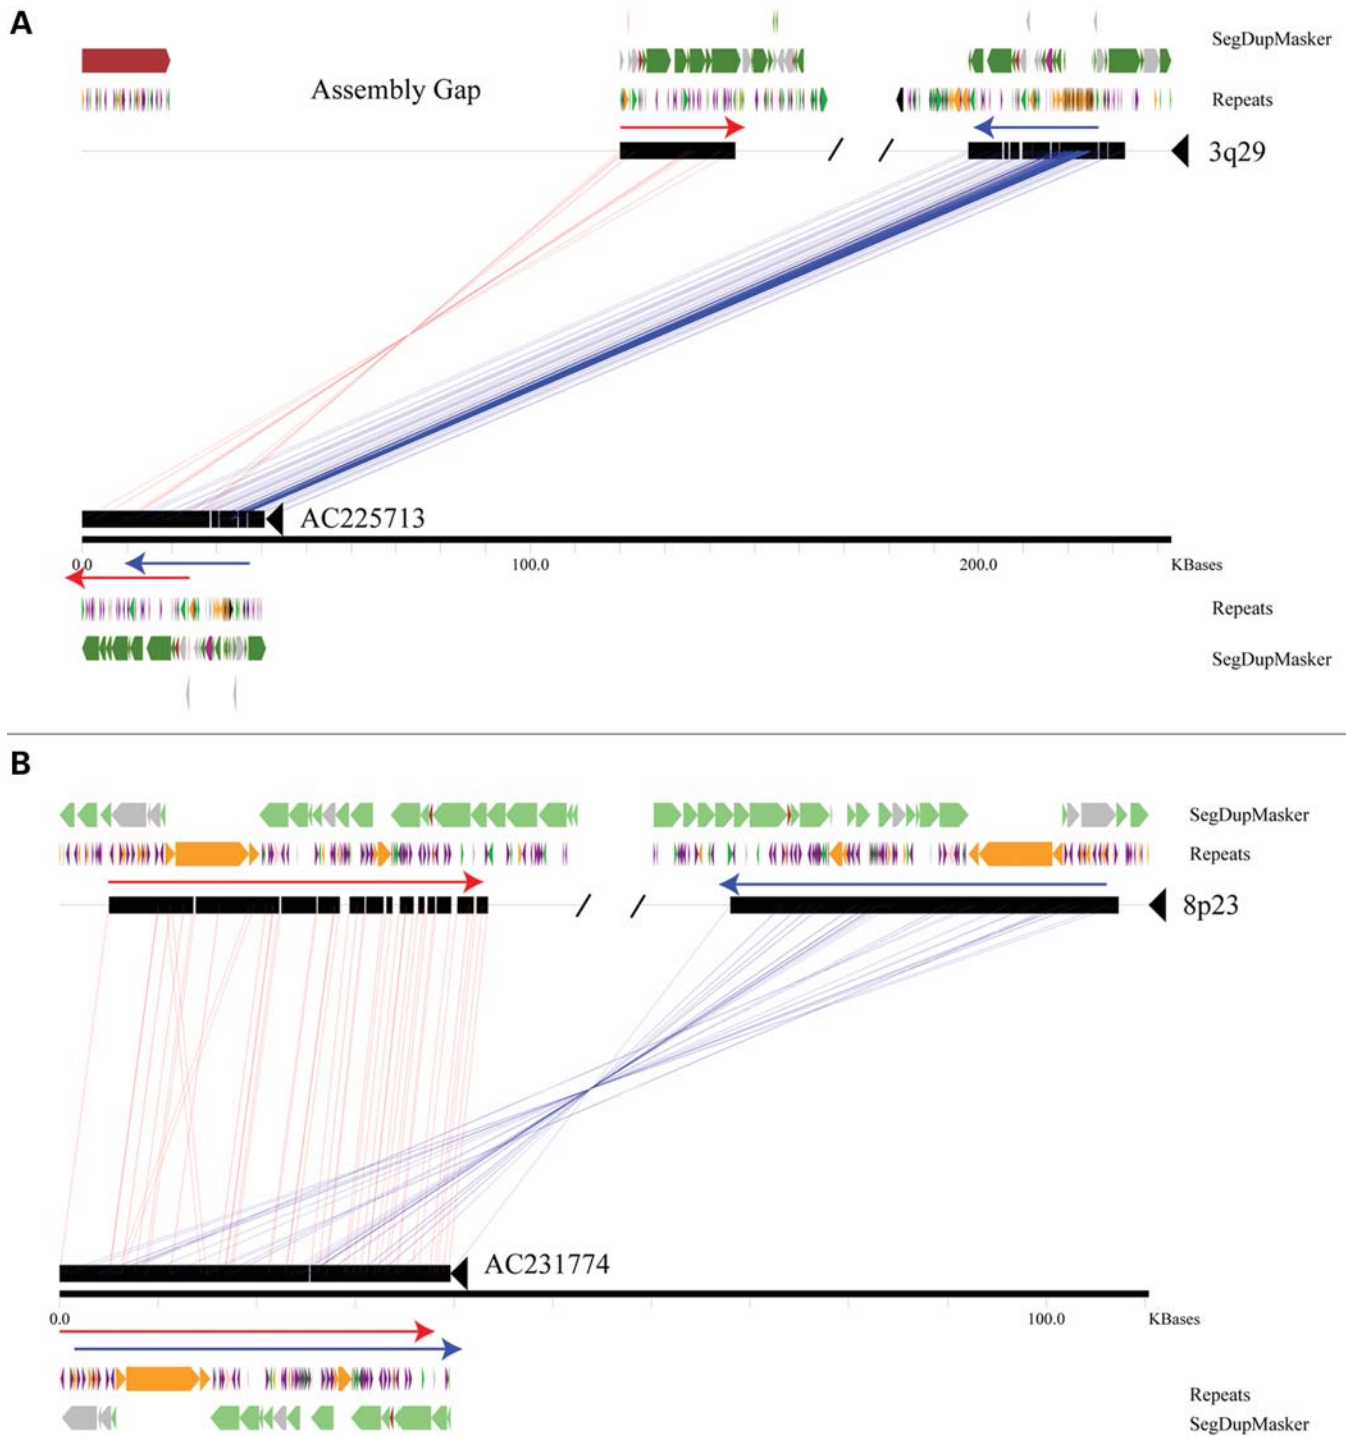 A
SegDupMasker
Assembly Gap
Repeats
3q29
AC225713
0.0 100.0 200.0 KBases
Repeats
SegDupMasker
B
SegDupMasker
Repeats
8p23
AC231774
0.0 100.0 KBases
Repeats
SegDupMasker